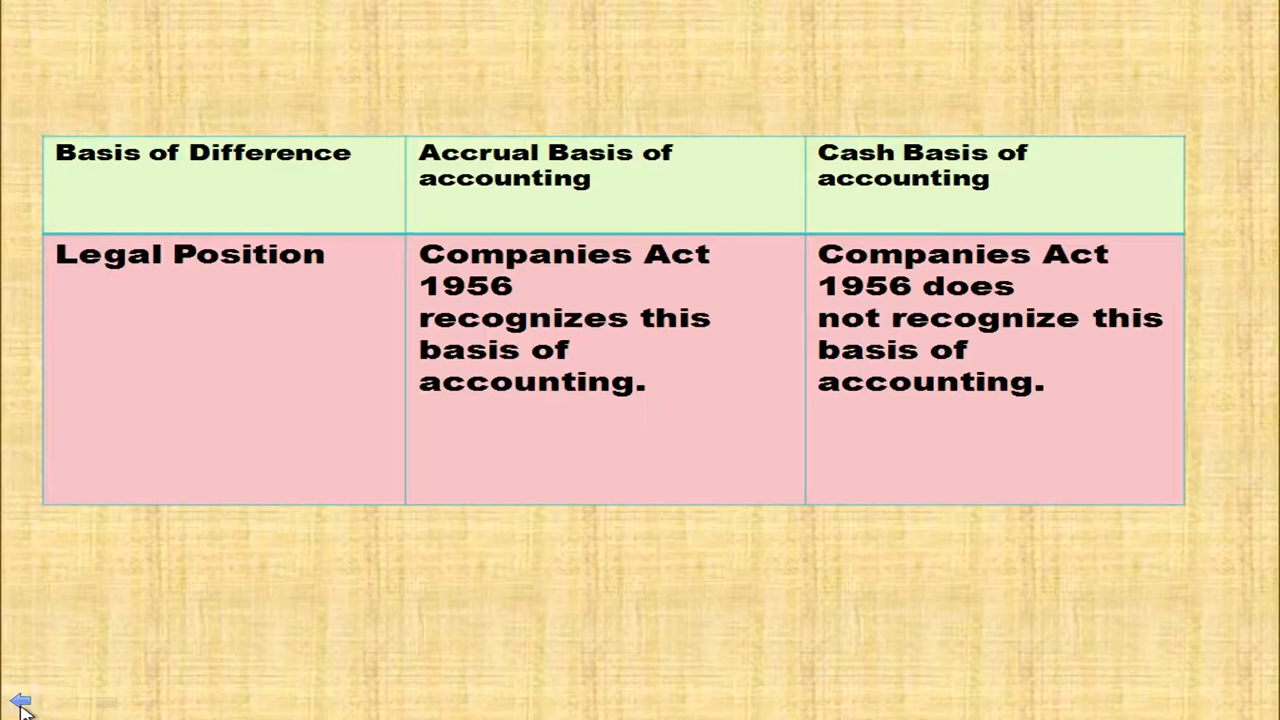 Basis of Difference
Accrual Basis of
accounting
Cash Basis of
accounting
Legal Position
Companies Act
1956
recognizes this
basis of
accounting.
Companies Act
1956 does
not recognize this
basis of
accounting.